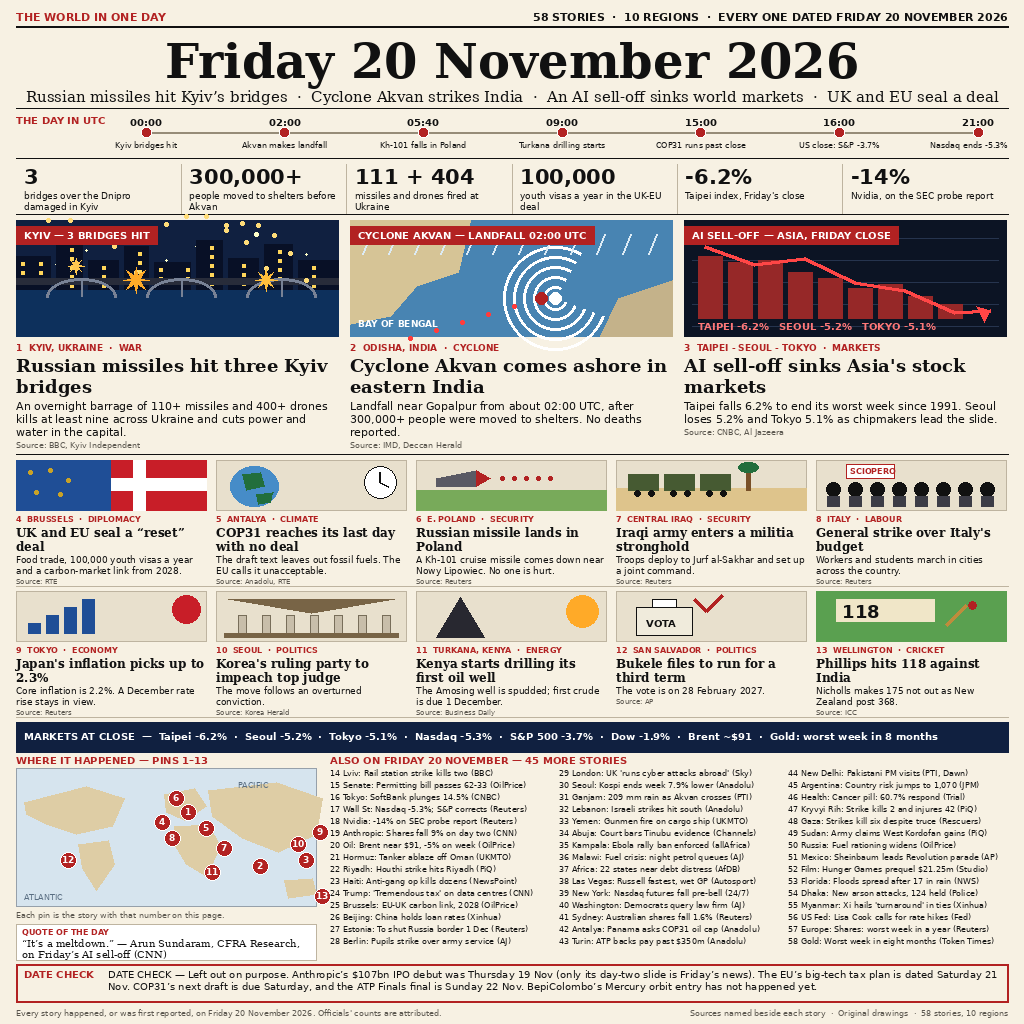 THE WORLD IN ONE DAY
58 STORIES · 10 REGIONS · EVERY ONE DATED FRIDAY 20 NOVEMBER 2026
Friday 20 November 2026
Russian missiles hit Kyiv’s bridges · Cyclone Akvan strikes India · An AI sell-off sinks world markets · UK and EU seal a deal
THE DAY IN UTC
00:00 02:00 05:40 09:00 15:00 16:00 21:00
Kyiv bridges hit Akvan makes landfall Kh-101 falls in Poland Turkana drilling starts COP31 runs past close US close: S&P -3.7% Nasdaq ends -5.3%
3
bridges over the Dnipro
damaged in Kyiv
300,000+
people moved to shelters before
Akvan
111 + 404
missiles and drones fired at
Ukraine
100,000
youth visas a year in the UK-EU
deal
-6.2%
Taipei index, Friday’s close
-14%
Nvidia, on the SEC probe report
KYIV — 3 BRIDGES HIT
1 KYIV, UKRAINE · WAR
Russian missiles hit three Kyiv
bridges
An overnight barrage of 110+ missiles and 400+ drones
kills at least nine across Ukraine and cuts power and
water in the capital.
Source: BBC, Kyiv Independent
CYCLONE AKVAN — LANDFALL 02:00 UTC
BAY OF BENGAL
2 ODISHA, INDIA · CYCLONE
Cyclone Akvan comes ashore in
eastern India
Landfall near Gopalpur from about 02:00 UTC, after
300,000+ people were moved to shelters. No deaths
reported.
Source: IMD, Deccan Herald
AI SELL-OFF — ASIA, FRIDAY CLOSE
TAIPEI -6.2% SEOUL -5.2% TOKYO -5.1%
3 TAIPEI - SEOUL - TOKYO · MARKETS
AI sell-off sinks Asia's stock
markets
Taipei falls 6.2% to end its worst week since 1991. Seoul
loses 5.2% and Tokyo 5.1% as chipmakers lead the slide.
Source: CNBC, Al Jazeera
4 BRUSSELS · DIPLOMACY
UK and EU seal a “reset”
deal
Food trade, 100,000 youth visas a year
and a carbon-market link from 2028.
Source: RTE
5 ANTALYA · CLIMATE
COP31 reaches its last day
with no deal
The draft text leaves out fossil fuels. The
EU calls it unacceptable.
Source: Anadolu, RTE
6 E. POLAND · SECURITY
Russian missile lands in
Poland
A Kh-101 cruise missile comes down near
Nowy Lipowiec. No one is hurt.
Source: Reuters
7 CENTRAL IRAQ · SECURITY
Iraqi army enters a militia
stronghold
Troops deploy to Jurf al-Sakhar and set up
a joint command.
Source: Reuters
SCIOPERO
8 ITALY · LABOUR
General strike over Italy's
budget
Workers and students march in cities
across the country.
Source: Reuters
9 TOKYO · ECONOMY
Japan's inflation picks up to
2.3%
Core inflation is 2.2%. A December rate
rise stays in view.
Source: Reuters
10 SEOUL · POLITICS
Korea's ruling party to
impeach top judge
The move follows an overturned
conviction.
Source: Korea Herald
11 TURKANA, KENYA · ENERGY
Kenya starts drilling its
first oil well
The Amosing well is spudded; first crude
is due 1 December.
Source: Business Daily
VOTA
12 SAN SALVADOR · POLITICS
Bukele files to run for a
third term
The vote is on 28 February 2027.
Source: AP
118
13 WELLINGTON · CRICKET
Phillips hits 118 against
India
Nicholls makes 175 not out as New
Zealand post 368.
Source: ICC
MARKETS AT CLOSE — Taipei -6.2% · Seoul -5.2% · Tokyo -5.1% · Nasdaq -5.3% · S&P 500 -3.7% · Dow -1.9% · Brent ~$91 · Gold: worst week in 8 months
WHERE IT HAPPENED — PINS 1–13
PACIFIC
6
1
4
5
9
8
10
7
12
3
2
11
13
ATLANTIC
Each pin is the story with that number on this page.
QUOTE OF THE DAY
“It’s a meltdown.” — Arun Sundaram, CFRA Research,
on Friday’s AI sell-off (CNN)
ALSO ON FRIDAY 20 NOVEMBER — 45 MORE STORIES
14 Lviv: Rail station strike kills two (BBC)
15 Senate: Permitting bill passes 62-33 (OilPrice)
16 Tokyo: SoftBank plunges 14.5% (CNBC)
17 Wall St: Nasdaq -5.3%; S&P corrects (Reuters)
18 Nvidia: -14% on SEC probe report (Reuters)
19 Anthropic: Shares fall 9% on day two (CNN)
20 Oil: Brent near $91, -5% on week (OilPrice)
21 Hormuz: Tanker ablaze off Oman (UKMTO)
22 Riyadh: Houthi strike hits Riyadh (PiQ)
23 Haiti: Anti-gang op kills dozens (NewsPoint)
24 Trump: ‘Tremendous tax’ on data centres (CNN)
25 Brussels: EU-UK carbon link, 2028 (OilPrice)
26 Beijing: China holds loan rates (Xinhua)
27 Estonia: To shut Russia border 1 Dec (Reuters)
28 Berlin: Pupils strike over army service (AJ)
29 London: UK 'runs cyber attacks abroad' (Sky)
30 Seoul: Kospi ends week 7.9% lower (Anadolu)
31 Ganjam: 209 mm rain as Akvan crosses (PTI)
32 Lebanon: Israeli strikes hit south (Anadolu)
33 Yemen: Gunmen fire on cargo ship (UKMTO)
34 Abuja: Court bars Tinubu evidence (Channels)
35 Kampala: Ebola rally ban enforced (allAfrica)
36 Malawi: Fuel crisis: night petrol queues (AJ)
37 Africa: 22 states near debt distress (AfDB)
38 Las Vegas: Russell fastest, wet GP (Autosport)
39 New York: Nasdaq futures fall pre-bell (24/7)
40 Washington: Democrats query law firm (AJ)
41 Sydney: Australian shares fall 1.6% (Reuters)
42 Antalya: Panama asks COP31 oil cap (Anadolu)
43 Turin: ATP backs pay past $350m (Anadolu)
44 New Delhi: Pakistani PM visits (PTI, Dawn)
45 Argentina: Country risk jumps to 1,070 (JPM)
46 Health: Cancer pill: 60.7% respond (Trial)
47 Kryvyi Rih: Strike kills 2 and injures 42 (PiQ)
48 Gaza: Strikes kill six despite truce (Rescuers)
49 Sudan: Army claims West Kordofan gains (PiQ)
50 Russia: Fuel rationing widens (OilPrice)
51 Mexico: Sheinbaum leads Revolution parade (AP)
52 Film: Hunger Games prequel $21.25m (Studio)
53 Florida: Floods spread after 17 in rain (NWS)
54 Dhaka: New arson attacks, 124 held (Police)
55 Myanmar: Xi hails 'turnaround' in ties (Xinhua)
56 US Fed: Lisa Cook calls for rate hikes (Fed)
57 Europe: Shares: worst week in a year (Reuters)
58 Gold: Worst week in eight months (Token Times)
DATE CHECK
DATE CHECK — Left out on purpose. Anthropic’s $107bn IPO debut was Thursday 19 Nov (only its day-two slide is Friday’s news). The EU’s big-tech tax plan is dated Saturday 21
Nov. COP31’s next draft is due Saturday, and the ATP Finals final is Sunday 22 Nov. BepiColombo’s Mercury orbit entry has not happened yet.
Every story happened, or was first reported, on Friday 20 November 2026. Officials’ counts are attributed.
Sources named beside each story · Original drawings · 58 stories, 10 regions